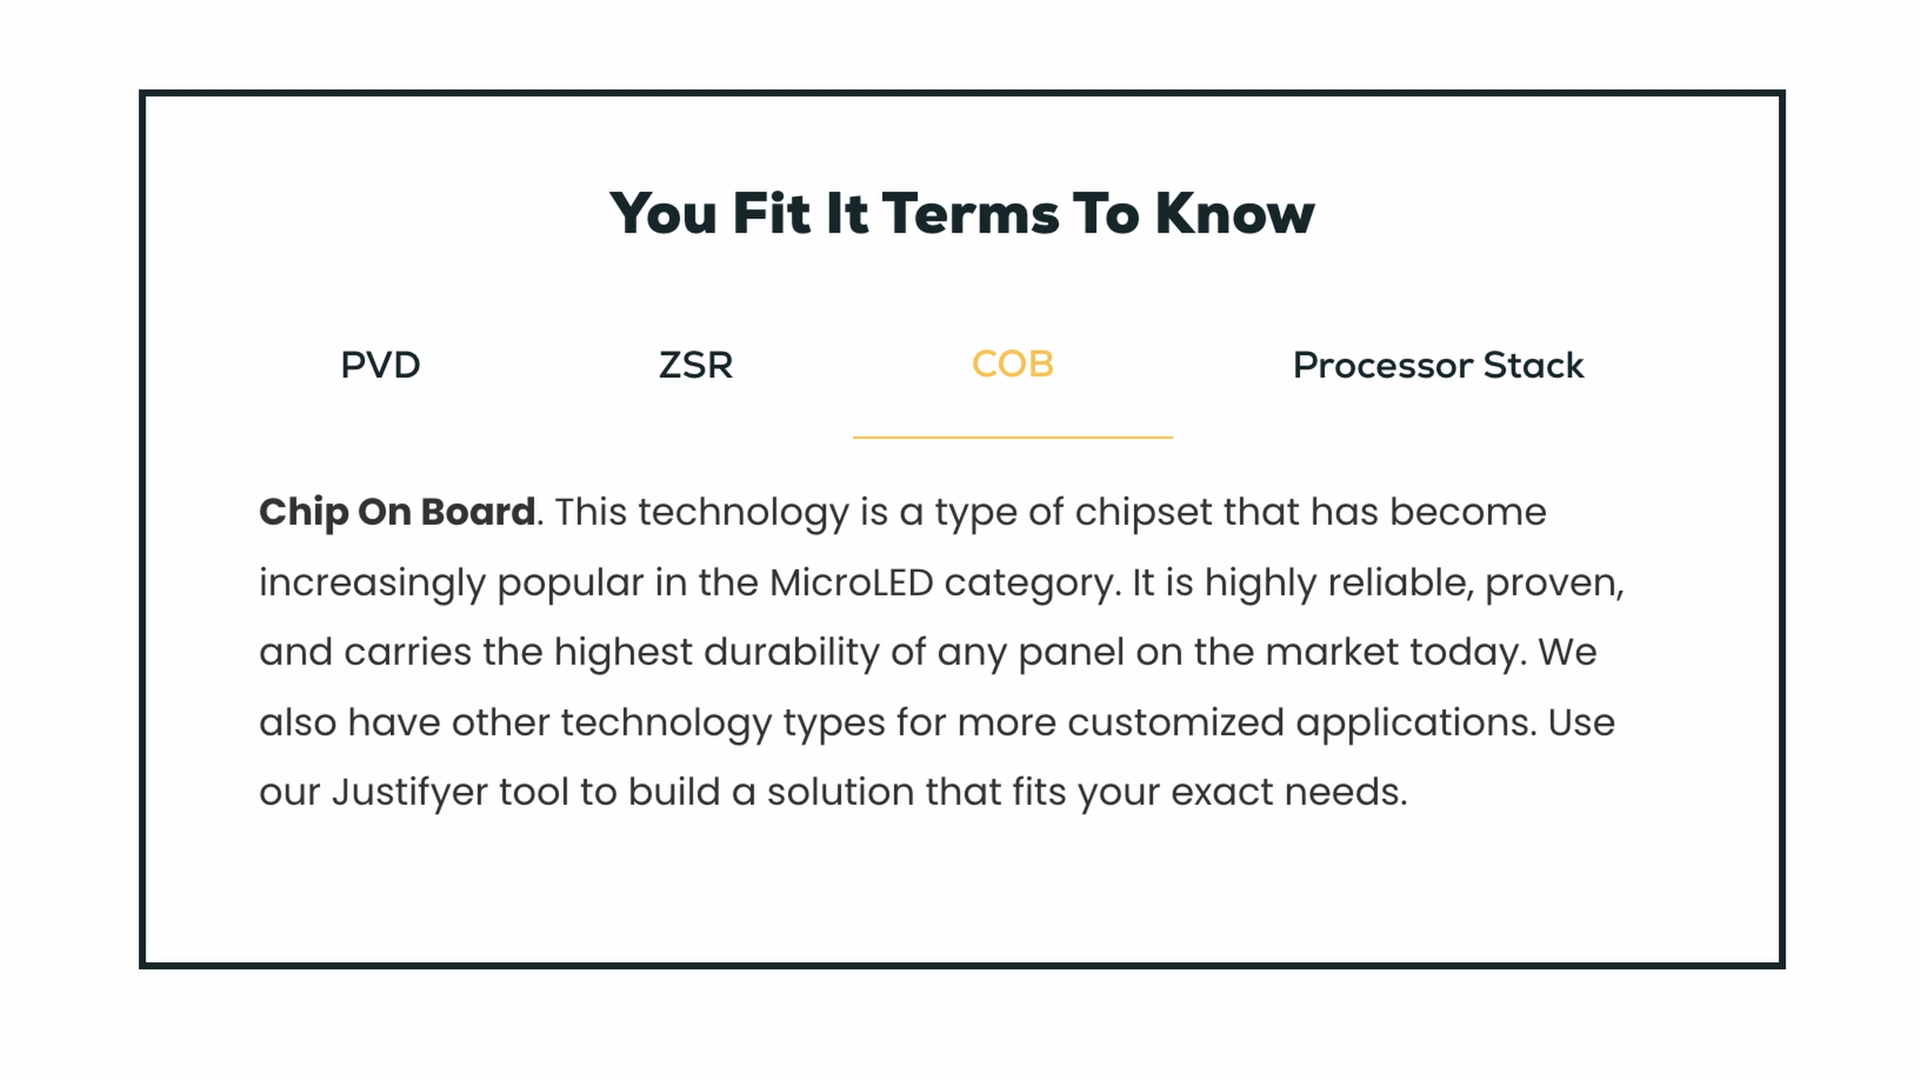 You Fit It Terms To Know
PVD ZSR COB Processor Stack
Chip On Board. This technology is a type of chipset that has become
increasingly popular in the MicroLED category. It is highly reliable, proven,
and carries the highest durability of any panel on the market today. We
also have other technology types for more customized applications. Use
our Justifyer tool to build a solution that fits your exact needs.